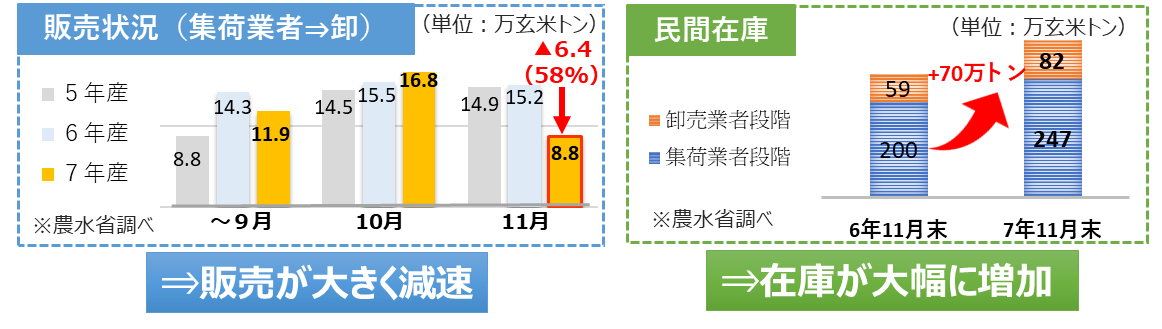 販売状況（集荷業者⇒卸）
（単位：万玄米トン）
▲6.4
（58%）
5年産
6年産
7年産
8.8
14.3
11.9
14.5
15.5
16.8
14.9
15.2
8.8
～9月
10月
11月
※農水省調べ
⇒販売が大きく減速
民間在庫
（単位：万玄米トン）
+70万トン
卸売業者段階
集荷業者段階
59
200
82
247
6年11月末
7年11月末
※農水省調べ
⇒在庫が大幅に増加